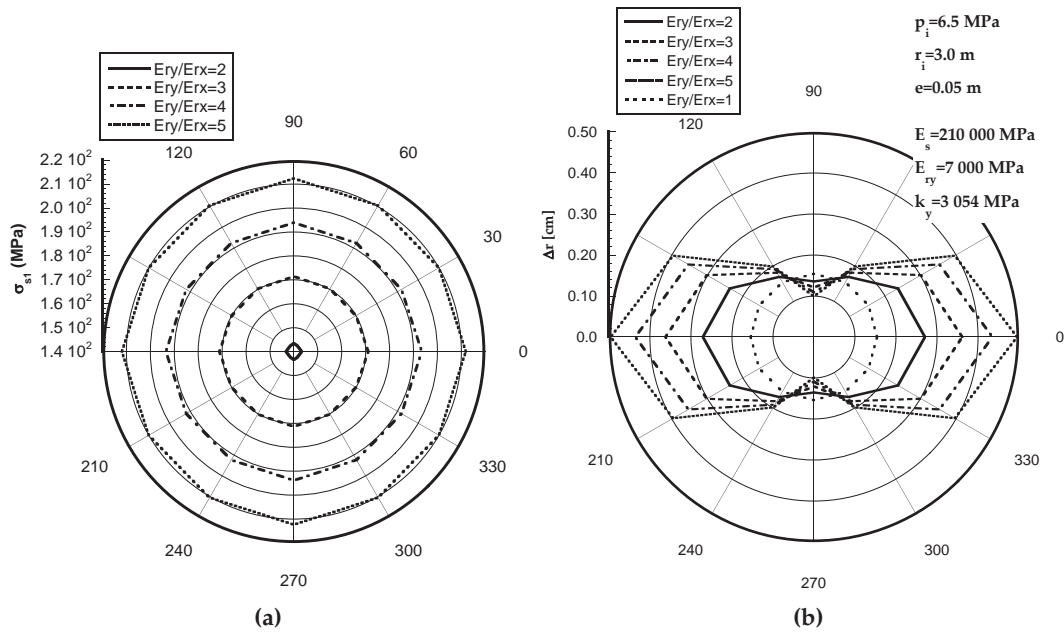 Ery/Erx=2
Ery/Erx=3
Ery/Erx=4
Ery/Erx=5
90
120
60
30
0
330
300
270
240
210
2.2 10²
2.1 10²
2.0 10²
1.9 10²
1.8 10²
1.7 10²
1.6 10²
1.5 10²
1.4 10²
σs1 (MPa)
(a)
Ery/Erx=2
Ery/Erx=3
Ery/Erx=4
Ery/Erx=5
Ery/Erx=1
pi=6.5 MPa
ri=3.0 m
e=0.05 m
Es=210 000 MPa
Ery=7 000 MPa
ky=3 054 MPa
90
120
0.50
0.40
0.30
0.20
0.10
0.0
Δr [cm]
0
330
300
270
240
210
(b)